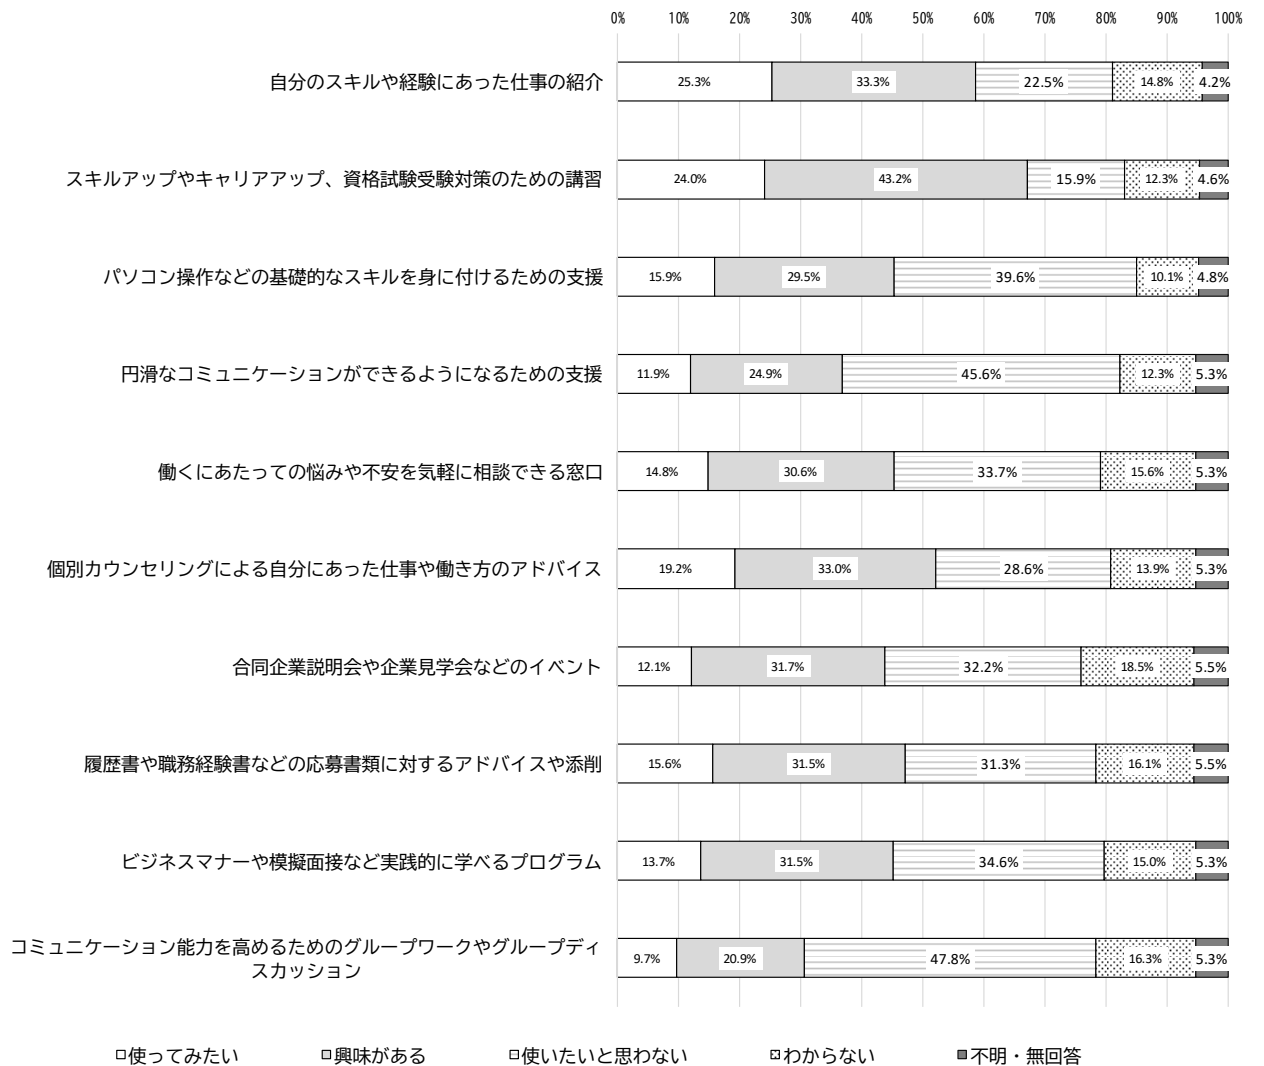 0% 10% 20% 30% 40% 50% 60% 70% 80% 90% 100%
自分のスキルや経験にあった仕事の紹介 25.3% 33.3% 22.5% 14.8% 4.2%
スキルアップやキャリアアップ、資格試験受験対策のための講習 24.0% 43.2% 15.9% 12.3% 4.6%
パソコン操作などの基礎的なスキルを身に付けるための支援 15.9% 29.5% 39.6% 10.1% 4.8%
円滑なコミュニケーションができるようになるための支援 11.9% 24.9% 45.6% 12.3% 5.3%
働くにあたっての悩みや不安を気軽に相談できる窓口 14.8% 30.6% 33.7% 15.6% 5.3%
個別カウンセリングによる自分にあった仕事や働き方のアドバイス 19.2% 33.0% 28.6% 13.9% 5.3%
合同企業説明会や企業見学会などのイベント 12.1% 31.7% 32.2% 18.5% 5.5%
履歴書や職務経験書などの応募書類に対するアドバイスや添削 15.6% 31.5% 31.3% 16.1% 5.5%
ビジネスマナーや模擬面接など実践的に学べるプログラム 13.7% 31.5% 34.6% 15.0% 5.3%
コミュニケーション能力を高めるためのグループワークやグループディ
スカッション 9.7% 20.9% 47.8% 16.3% 5.3%
使ってみたい 興味がある 使いたいと思わない わからない 不明・無回答